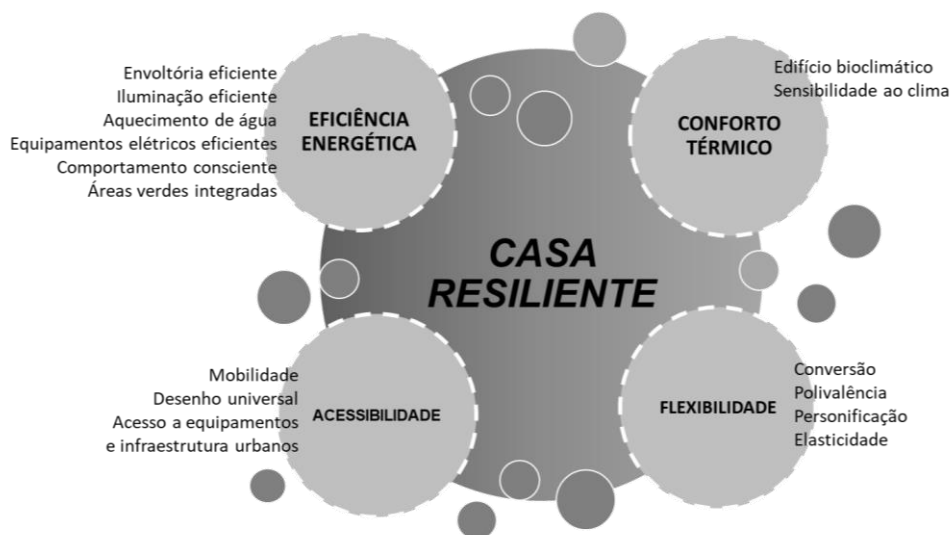 Envoltória eficiente
Iluminação eficiente
Aquecimento de água
Equipamentos elétricos eficientes
Comportamento consciente
Áreas verdes integradas
EFICIÊNCIA
ENERGÉTICA
Edifício bioclimático
Sensibilidade ao clima
CONFORTO
TÉRMICO
CASA
RESILIENTE
Mobilidade
Desenho universal
Acesso a equipamentos
e infraestrutura urbanos
ACESSIBILIDADE
FLEXIBILIDADE
Conversão
Polivalência
Personificação
Elasticidade